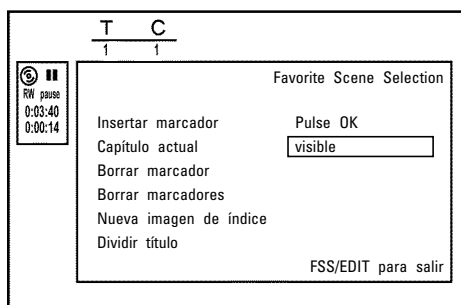 T C
1 1
RW pause
0:03:40
0:00:14
Favorite Scene Selection
Insertar marcador Pulse OK
Capítulo actual visible
Borrar marcador
Borrar marcadores
Nueva imagen de índice
Dividir título
FSS/EDIT para salir